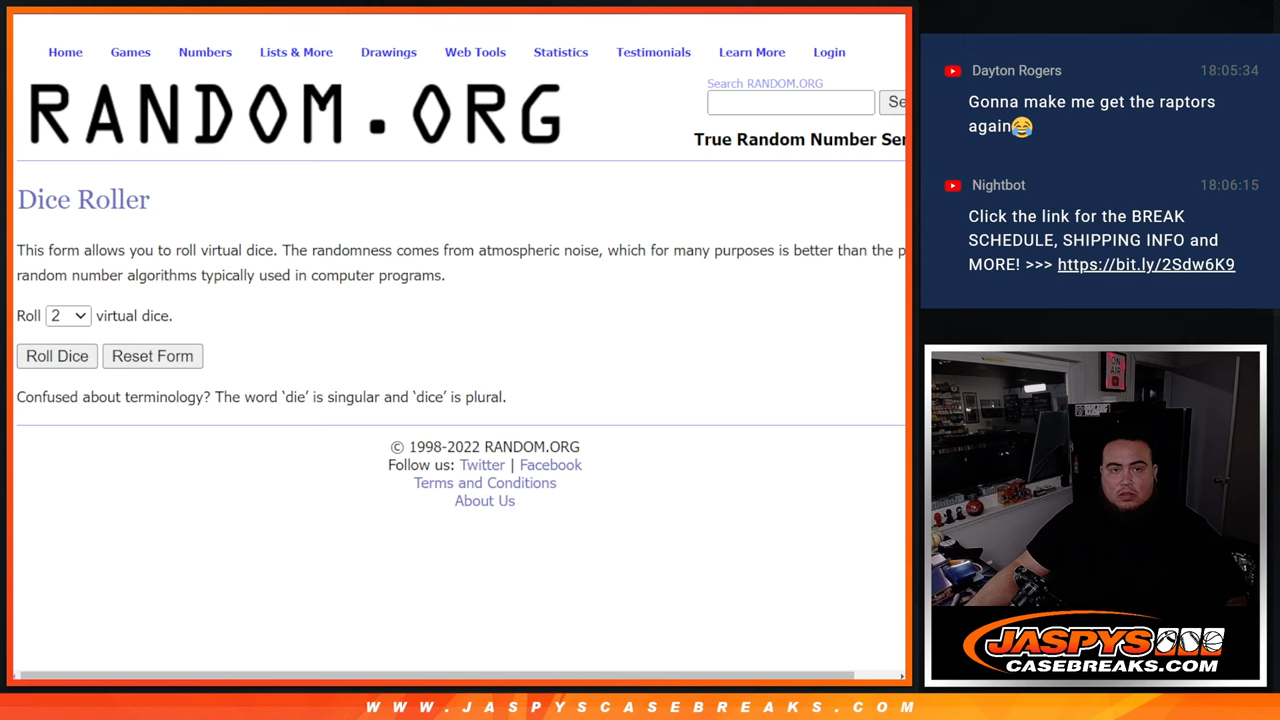 Home Games Numbers Lists & More Drawings Web Tools Statistics Testimonials Learn More Login
RANDOM.ORG
Search RANDOM.ORG
Se
True Random Number Ser
Dice Roller
This form allows you to roll virtual dice. The randomness comes from atmospheric noise, which for many purposes is better than the p
random number algorithms typically used in computer programs.
Roll 2 virtual dice.
Roll Dice Reset Form
Confused about terminology? The word ‘die’ is singular and ‘dice’ is plural.
© 1998-2022 RANDOM.ORG
Follow us: Twitter | Facebook
Terms and Conditions
About Us
Dayton Rogers 18:05:34
Gonna make me get the raptors
again😂
Nightbot 18:06:15
Click the link for the BREAK
SCHEDULE, SHIPPING INFO and
MORE! >>> https://bit.ly/2Sdw6K9
ON
AIR
JASPYS
CASEBREAKS.COM
WWW.JASPYSCASEBREAKS.COM